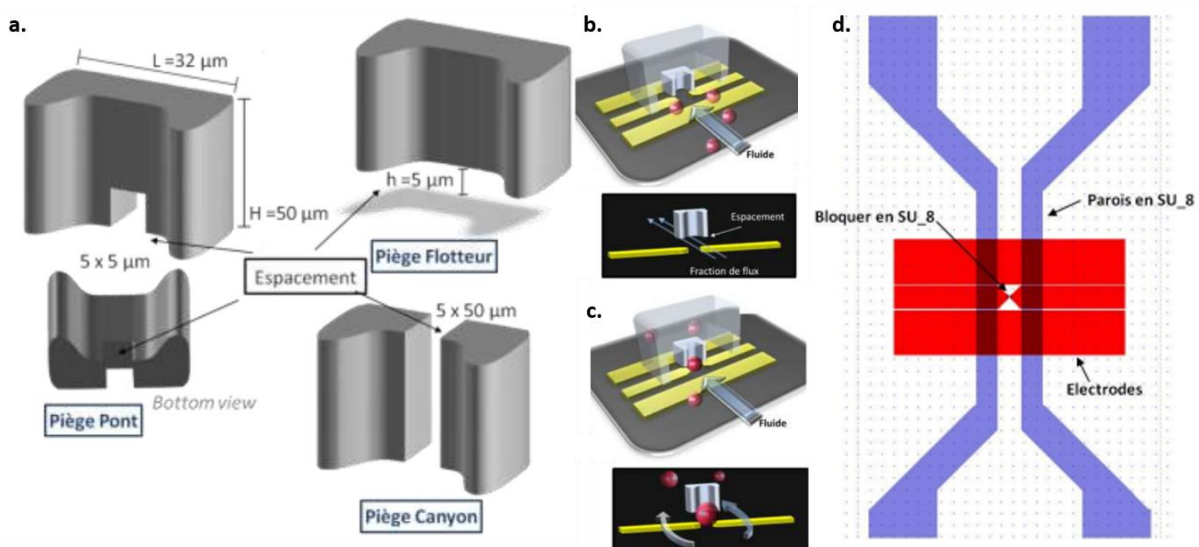 a.
L =32 µm
H =50 µm
5 x 5 µm
Piège Pont
Bottom view
h =5 µm
Piège Flotteur
Espacement
5 x 50 µm
Piège Canyon
b.
Fluide
Espacement
Fraction de flux
c.
Fluide
d.
Bloquer en SU_8
Parois en SU_8
Electrodes